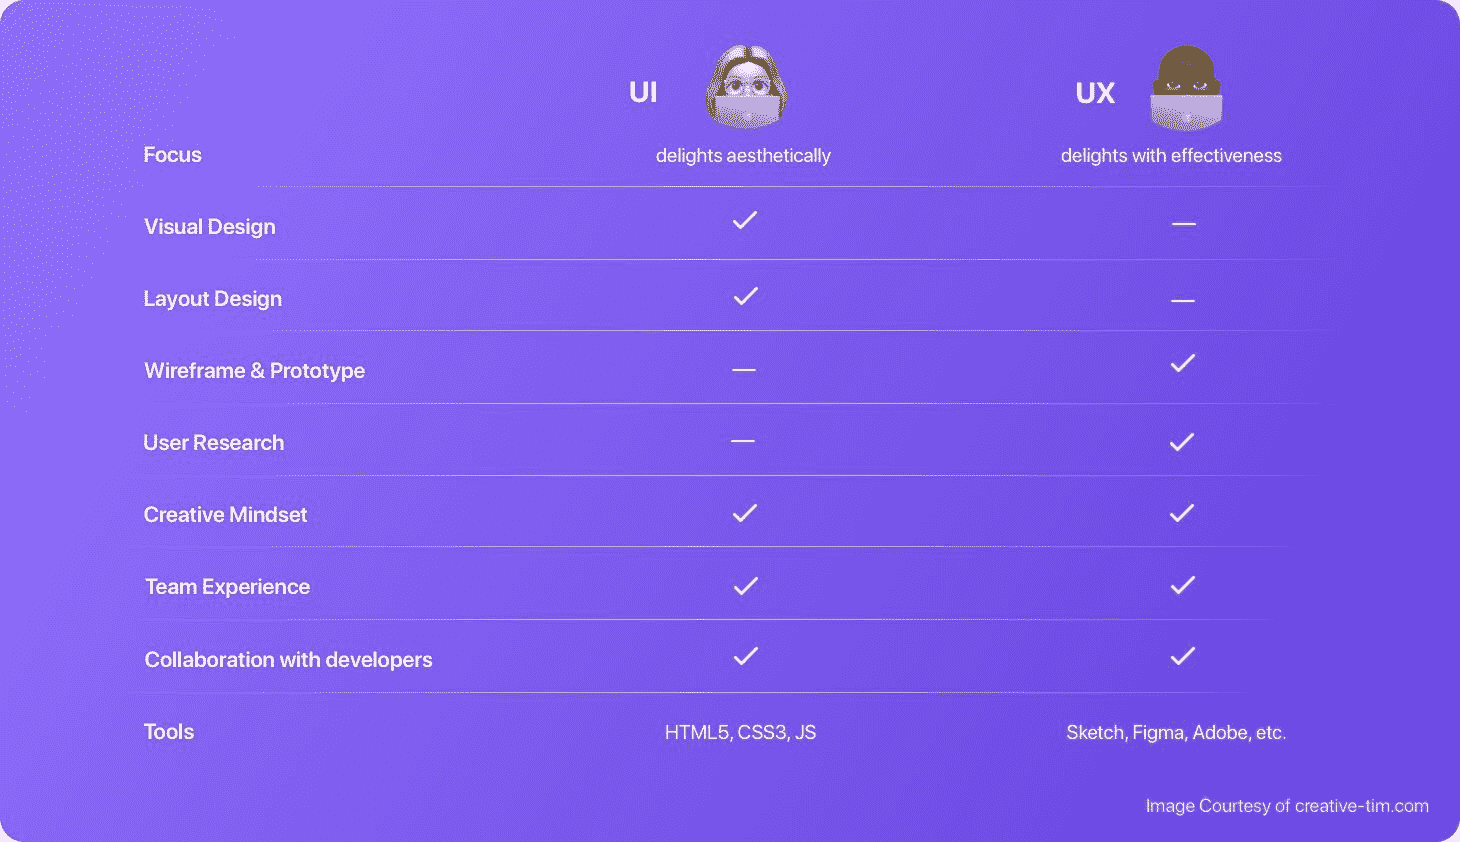 UI
UX
Focus
delights aesthetically
delights with effectiveness
Visual Design
Layout Design
Wireframe & Prototype
User Research
Creative Mindset
Team Experience
Collaboration with developers
Tools
HTML5, CSS3, JS
Sketch, Figma, Adobe, etc.
Image Courtesy of creative-tim.com